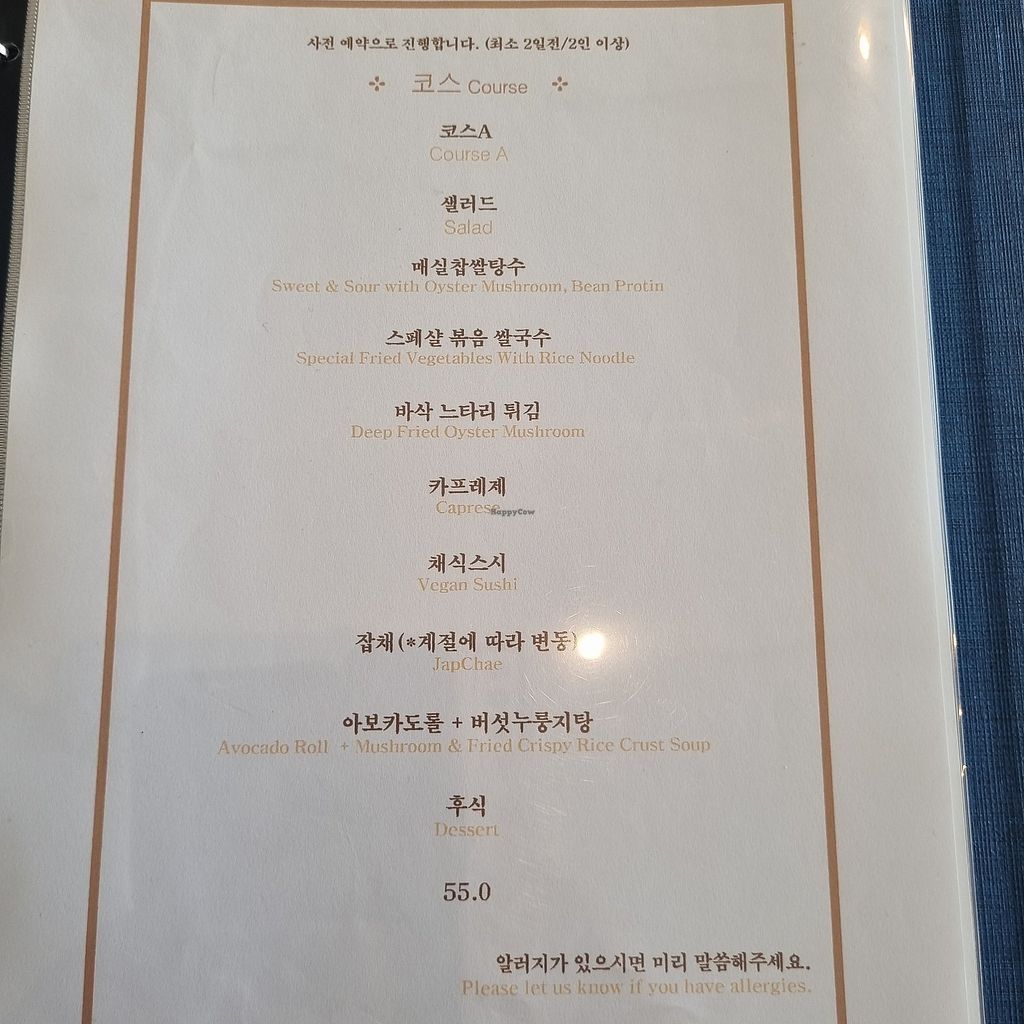 사전 예약으로 진행합니다. (최소 2일전/2인 이상)
코스 Course
코스A
Course A
샐러드
Salad
매실찹쌀탕수
Sweet & Sour with Oyster Mushroom, Bean Protin
스페샬 볶음 쌀국수
Special Fried Vegetables With Rice Noodle
바삭 느타리 튀김
Deep Fried Oyster Mushroom
카프레제
Caprese
HappyCow
채식스시
Vegan Sushi
잡채(*계절에 따라 변동)
JapChae
아보카도롤 + 버섯누룽지탕
Avocado Roll + Mushroom & Fried Crispy Rice Crust Soup
후식
Dessert
55.0
알러지가 있으시면 미리 말씀해주세요.
Please let us know if you have allergies.